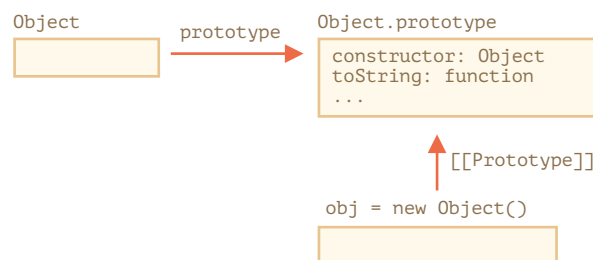 Object
prototype
Object.prototype
constructor: Object
toString: function
...
[[Prototype]]
obj = new Object()